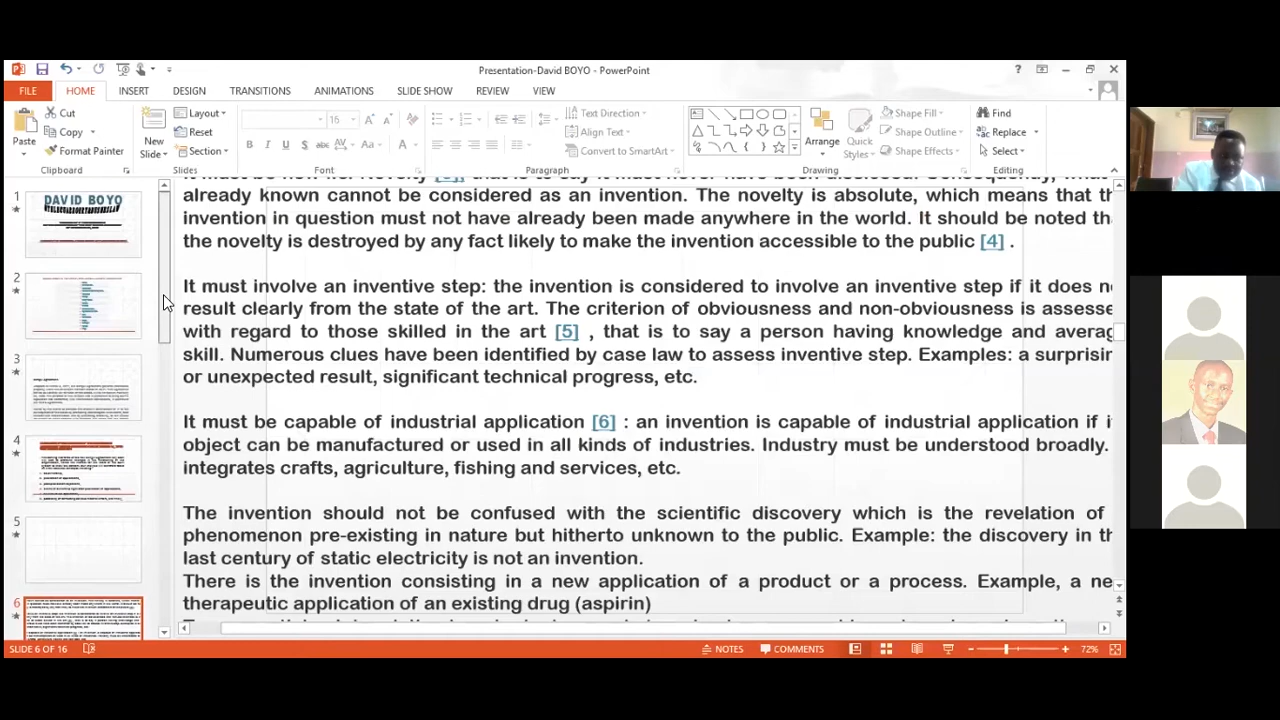 Presentation-David BOYO - PowerPoint
FILE HOME INSERT DESIGN TRANSITIONS ANIMATIONS SLIDE SHOW REVIEW VIEW
Cut
Copy
Format Painter
Paste
Clipboard
New
Slide
Layout
Reset
Section
Slides
16
Font
Text Direction
Align Text
Convert to SmartArt
Paragraph
Arrange
Quick
Styles
Shape Fill
Shape Outline
Shape Effects
Drawing
Find
Replace
Select
Editing
1
DAVID BOYO
2
3
4
5
6
already known cannot be considered as an invention. The novelty is absolute, which means that th
invention in question must not have already been made anywhere in the world. It should be noted tha
the novelty is destroyed by any fact likely to make the invention accessible to the public [4] .
It must involve an inventive step: the invention is considered to involve an inventive step if it does n
result clearly from the state of the art. The criterion of obviousness and non-obviousness is assesse
with regard to those skilled in the art [5] , that is to say a person having knowledge and averag
skill. Numerous clues have been identified by case law to assess inventive step. Examples: a surprisin
or unexpected result, significant technical progress, etc.
It must be capable of industrial application [6] : an invention is capable of industrial application if it
object can be manufactured or used in all kinds of industries. Industry must be understood broadly.
integrates crafts, agriculture, fishing and services, etc.
The invention should not be confused with the scientific discovery which is the revelation of
phenomenon pre-existing in nature but hitherto unknown to the public. Example: the discovery in th
last century of static electricity is not an invention.
There is the invention consisting in a new application of a product or a process. Example, a ne
therapeutic application of an existing drug (aspirin)
SLIDE 6 OF 16
NOTES
COMMENTS
72%